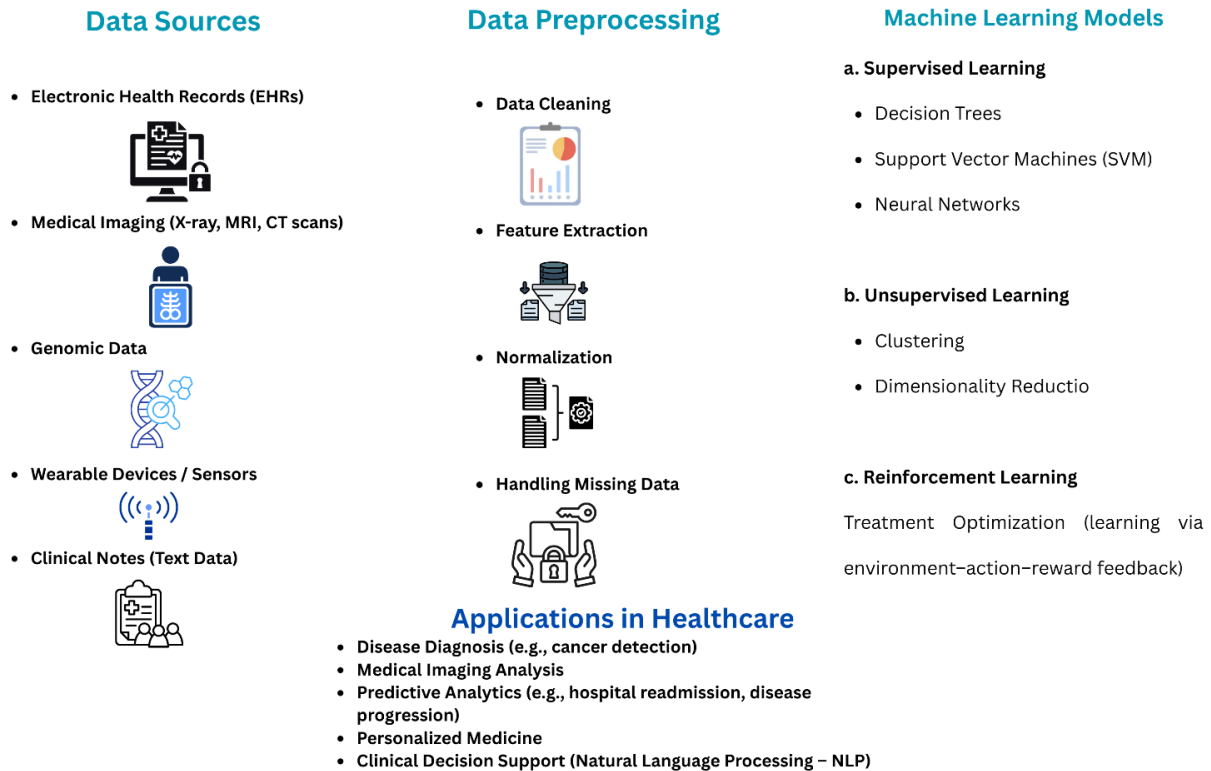 Data Sources
• Electronic Health Records (EHRs)
• Medical Imaging (X-ray, MRI, CT scans)
• Genomic Data
• Wearable Devices / Sensors
• Clinical Notes (Text Data)
Data Preprocessing
• Data Cleaning
• Feature Extraction
• Normalization
• Handling Missing Data
Machine Learning Models
a. Supervised Learning
• Decision Trees
• Support Vector Machines (SVM)
• Neural Networks
b. Unsupervised Learning
• Clustering
• Dimensionality Reductio
c. Reinforcement Learning
Treatment Optimization (learning via
environment–action–reward feedback)
Applications in Healthcare
• Disease Diagnosis (e.g., cancer detection)
• Medical Imaging Analysis
• Predictive Analytics (e.g., hospital readmission, disease
progression)
• Personalized Medicine
• Clinical Decision Support (Natural Language Processing – NLP)